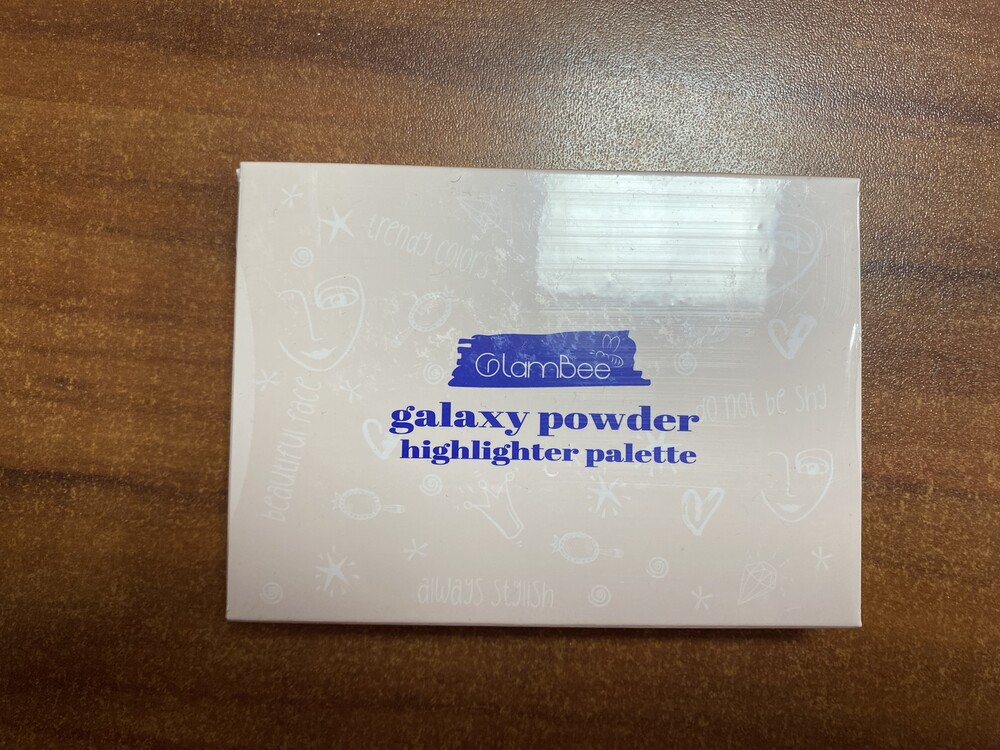 trendy colors
GlamBee
galaxy powder
highlighter palette
do not be shy
beautiful face
always stylish